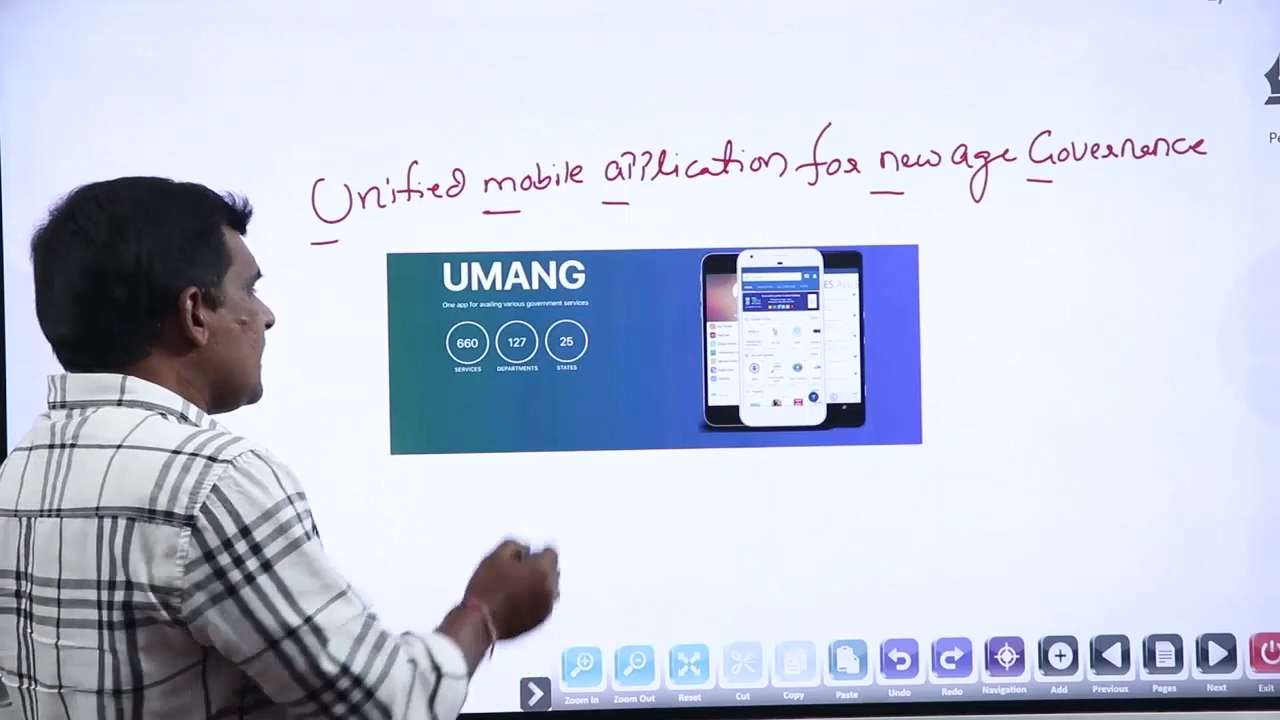 Unified mobile application for new age Governence
UMANG
One app for availing various government services
660 127 25
SERVICES DEPARTMENTS STATES
Zoom In Zoom Out Reset Cut Copy Paste Undo Redo Navigation Add Previous Pages Next Exit